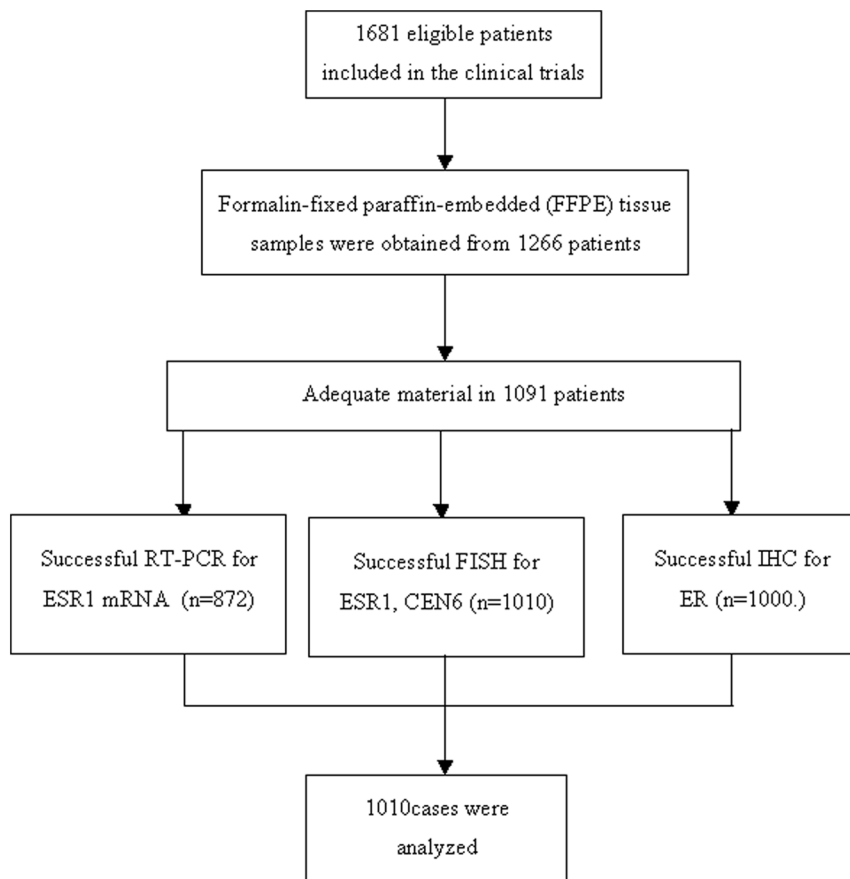 1681 eligible patients
included in the clinical trials
Formalin-fixed paraffin-embedded (FFPE) tissue
samples were obtained from 1266 patients
Adequate material in 1091 patients
Successful RT-PCR for
ESR1 mRNA (n=872)
Successful FISH for
ESR1, CEN6 (n=1010)
Successful IHC for
ER (n=1000.)
1010cases were
analyzed